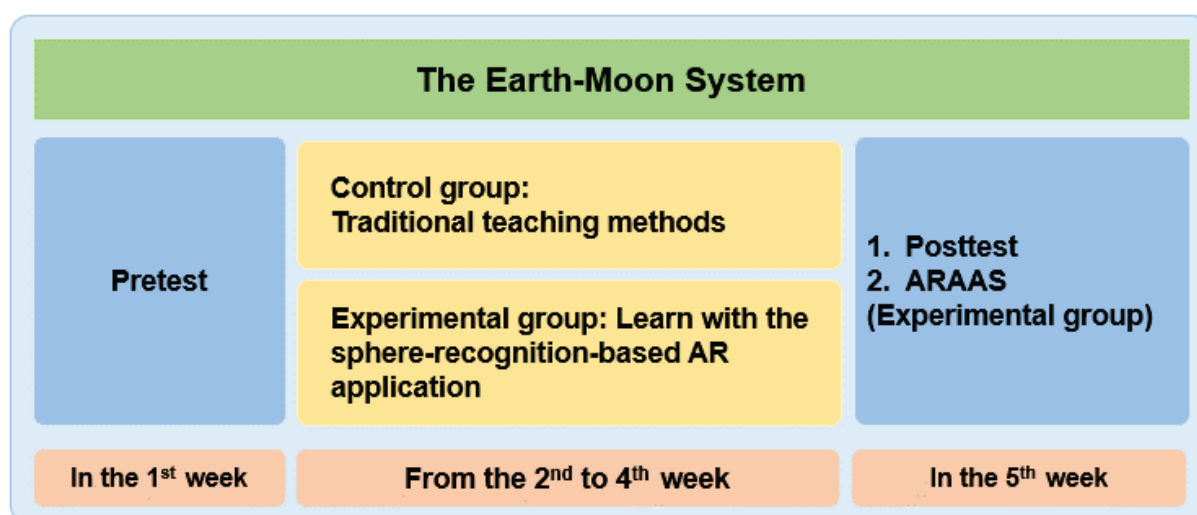 The Earth-Moon System
Pretest
Control group:
Traditional teaching methods
Experimental group: Learn with the
sphere-recognition-based AR
application
1. Posttest
2. ARAAS
(Experimental group)
In the 1st week
From the 2nd to 4th week
In the 5th week